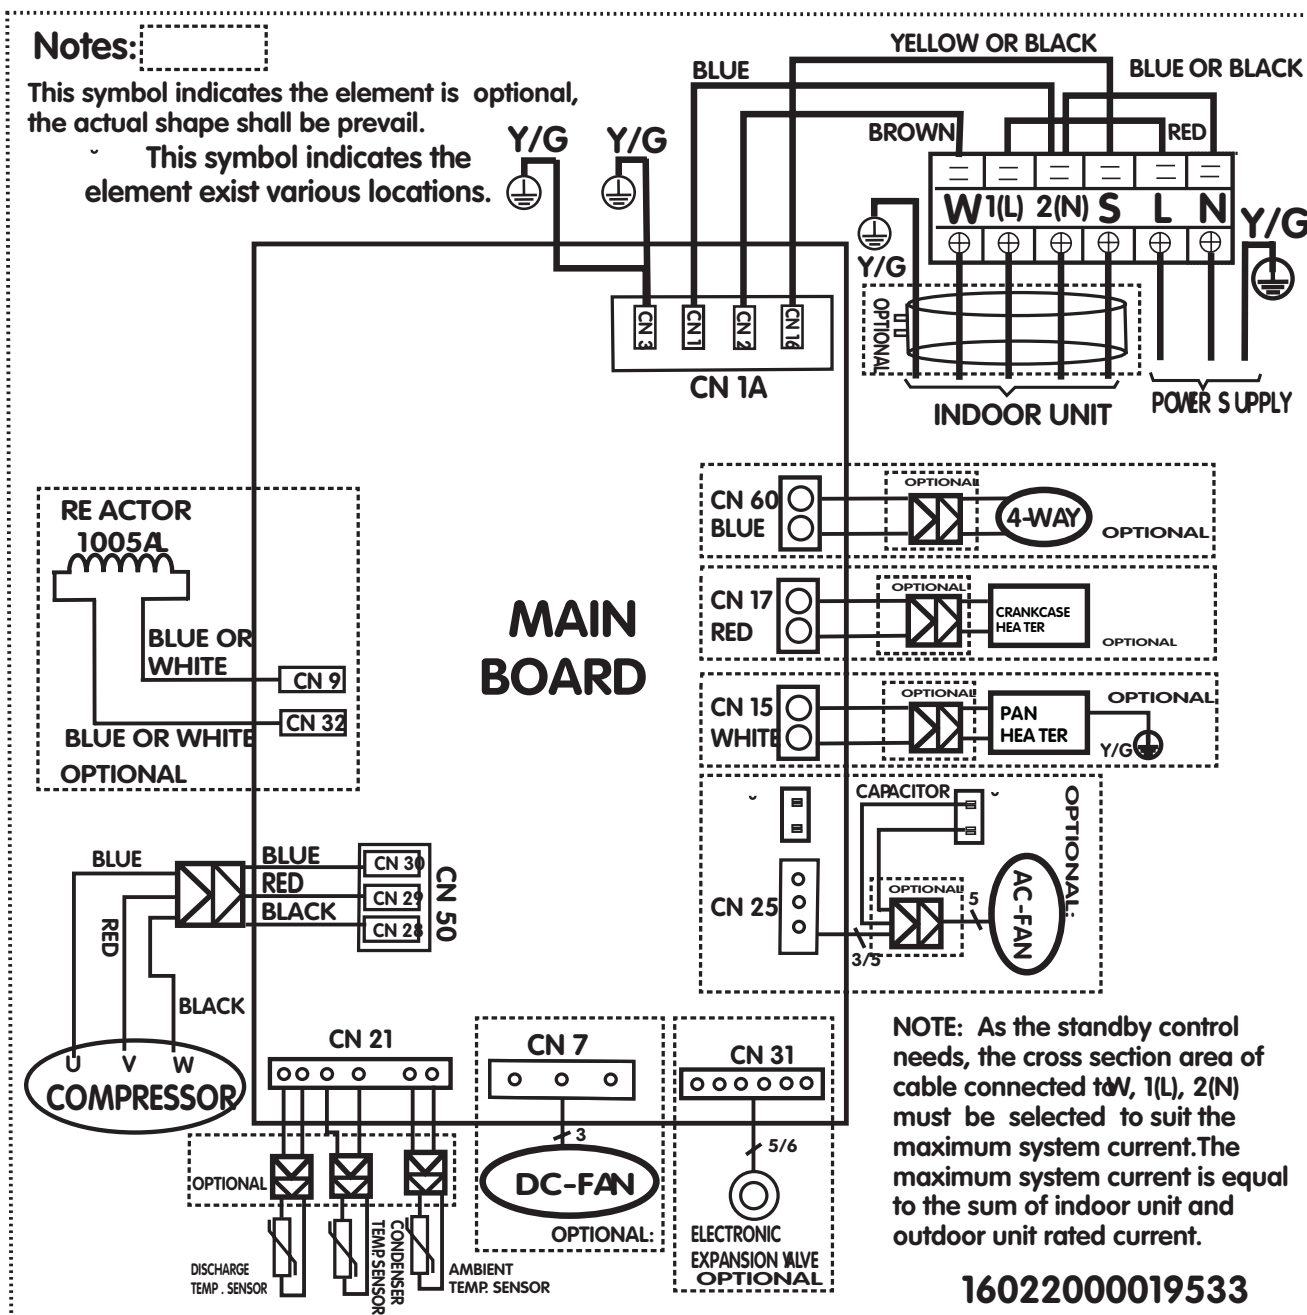 Notes:
This symbol indicates the element is optional,
the actual shape shall be prevail.
˘ This symbol indicates the
element exist various locations.
Y/G
Y/G
BLUE
YELLOW OR BLACK
BLUE OR BLACK
BROWN
RED
W 1(L) 2(N) S L N
Y/G
Y/G
OPTIONAL
INDOOR UNIT
POWER SUPPLY
CN 3
CN 1
CN 2
CN 16
CN 1A
RE ACTOR
1005AL
BLUE OR
WHITE
CN 9
CN 32
BLUE OR WHITE
OPTIONAL
MAIN
BOARD
CN 60
BLUE
OPTIONAL
4-WAY
OPTIONAL
CN 17
RED
OPTIONAL
CRANKCASE
HEA TER
OPTIONAL
CN 15
WHITE
OPTIONAL
PAN
HEA TER
OPTIONAL
Y/G
˘
CAPACITOR
˘
OPTIONAL:
CN 25
OPTIONAL
3/5
5
AC-FAN
BLUE
RED
BLACK
BLUE
RED
BLACK
CN 30
CN 29
CN 28
CN 50
U V W
COMPRESSOR
CN 21
OPTIONAL
DISCHARGE
TEMP . SENSOR
CONDENSER
TEMP.SENSOR
AMBIENT
TEMP. SENSOR
CN 7
3
DC-FAN
OPTIONAL:
CN 31
5/6
ELECTRONIC
EXPANSION VALVE
OPTIONAL
NOTE: As the standby control
needs, the cross section area of
cable connected to W, 1(L), 2(N)
must be selected to suit the
maximum system current.The
maximum system current is equal
to the sum of indoor unit and
outdoor unit rated current.
16022000019533